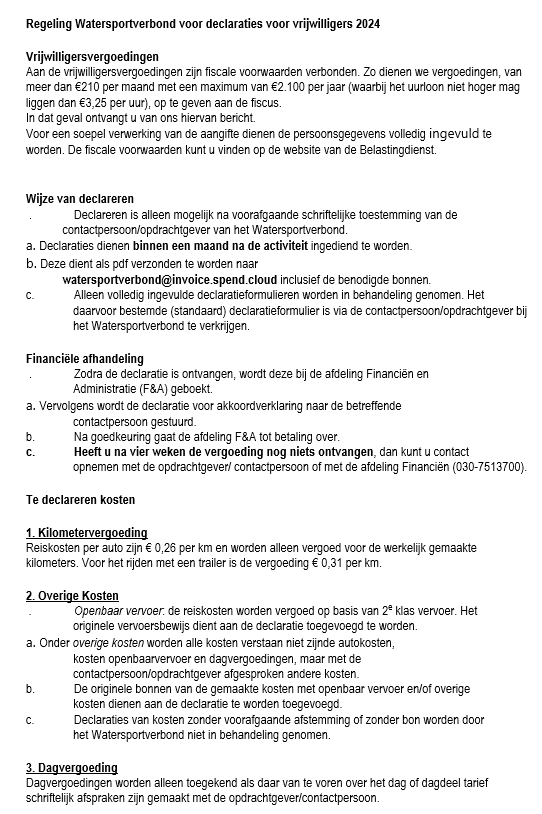 Regeling Watersportverbond voor declaraties voor vrijwilligers 2024
Vrijwilligersvergoedingen
Aan de vrijwilligersvergoedingen zijn fiscale voorwaarden verbonden. Zo dienen we vergoedingen, van
meer dan €210 per maand met een maximum van €2.100 per jaar (waarbij het uurloon niet hoger mag
liggen dan €3,25 per uur), op te geven aan de fiscus.
In dat geval ontvangt u van ons hiervan bericht.
Voor een soepel verwerking van de aangifte dienen de persoonsgegevens volledig ingevuld te
worden. De fiscale voorwaarden kunt u vinden op de website van de Belastingdienst.
Wijze van declareren
. Declareren is alleen mogelijk na voorafgaande schriftelijke toestemming van de
contactpersoon/opdrachtgever van het Watersportverbond.
a. Declaraties dienen binnen een maand na de activiteit ingediend te worden.
b. Deze dient als pdf verzonden te worden naar
watersportverbond@invoice.spend.cloud inclusief de benodigde bonnen.
c. Alleen volledig ingevulde declaratieformulieren worden in behandeling genomen. Het
daarvoor bestemde (standaard) declaratieformulier is via de contactpersoon/opdrachtgever bij
het Watersportverbond te verkrijgen.
Financiële afhandeling
. Zodra de declaratie is ontvangen, wordt deze bij de afdeling Financiën en
Administratie (F&A) geboekt.
a. Vervolgens wordt de declaratie voor akkoordverklaring naar de betreffende
contactpersoon gestuurd.
b. Na goedkeuring gaat de afdeling F&A tot betaling over.
c. Heeft u na vier weken de vergoeding nog niets ontvangen, dan kunt u contact
opnemen met de opdrachtgever/ contactpersoon of met de afdeling Financiën (030-7513700).
Te declareren kosten
1. Kilometervergoeding
Reiskosten per auto zijn € 0,26 per km en worden alleen vergoed voor de werkelijk gemaakte
kilometers. Voor het rijden met een trailer is de vergoeding € 0,31 per km.
2. Overige Kosten
. Openbaar vervoer: de reiskosten worden vergoed op basis van 2e klas vervoer. Het
originele vervoersbewijs dient aan de declaratie toegevoegd te worden.
a. Onder overige kosten worden alle kosten verstaan niet zijnde autokosten,
kosten openbaarvervoer en dagvergoedingen, maar met de
contactpersoon/opdrachtgever afgesproken andere kosten.
b. De originele bonnen van de gemaakte kosten met openbaar vervoer en/of overige
kosten dienen aan de declaratie te worden toegevoegd.
c. Declaraties van kosten zonder voorafgaande afstemming of zonder bon worden door
het Watersportverbond niet in behandeling genomen.
3. Dagvergoeding
Dagvergoedingen worden alleen toegekend als daar van te voren over het dag of dagdeel tarief
schriftelijk afspraken zijn gemaakt met de opdrachtgever/contactpersoon.